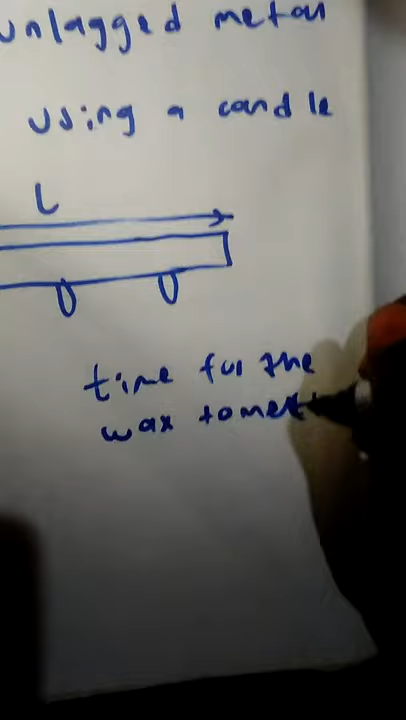 unlagged metal
using a candle
L
time for the
wax to melt